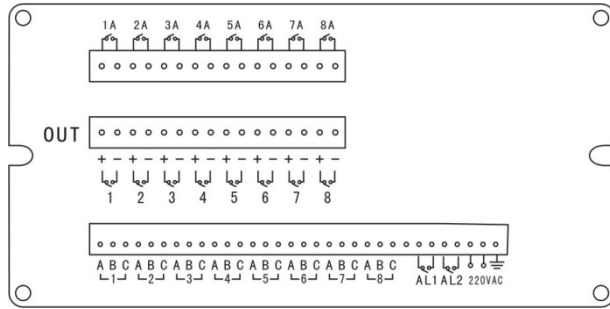 1A 2A 3A 4A 5A 6A 7A 8A
OUT
+ - + - + - + - + - + - + - + -
1 2 3 4 5 6 7 8
A B C A B C A B C A B C A B C A B C A B C A B C
1 2 3 4 5 6 7 8 AL1 AL2 220VAC